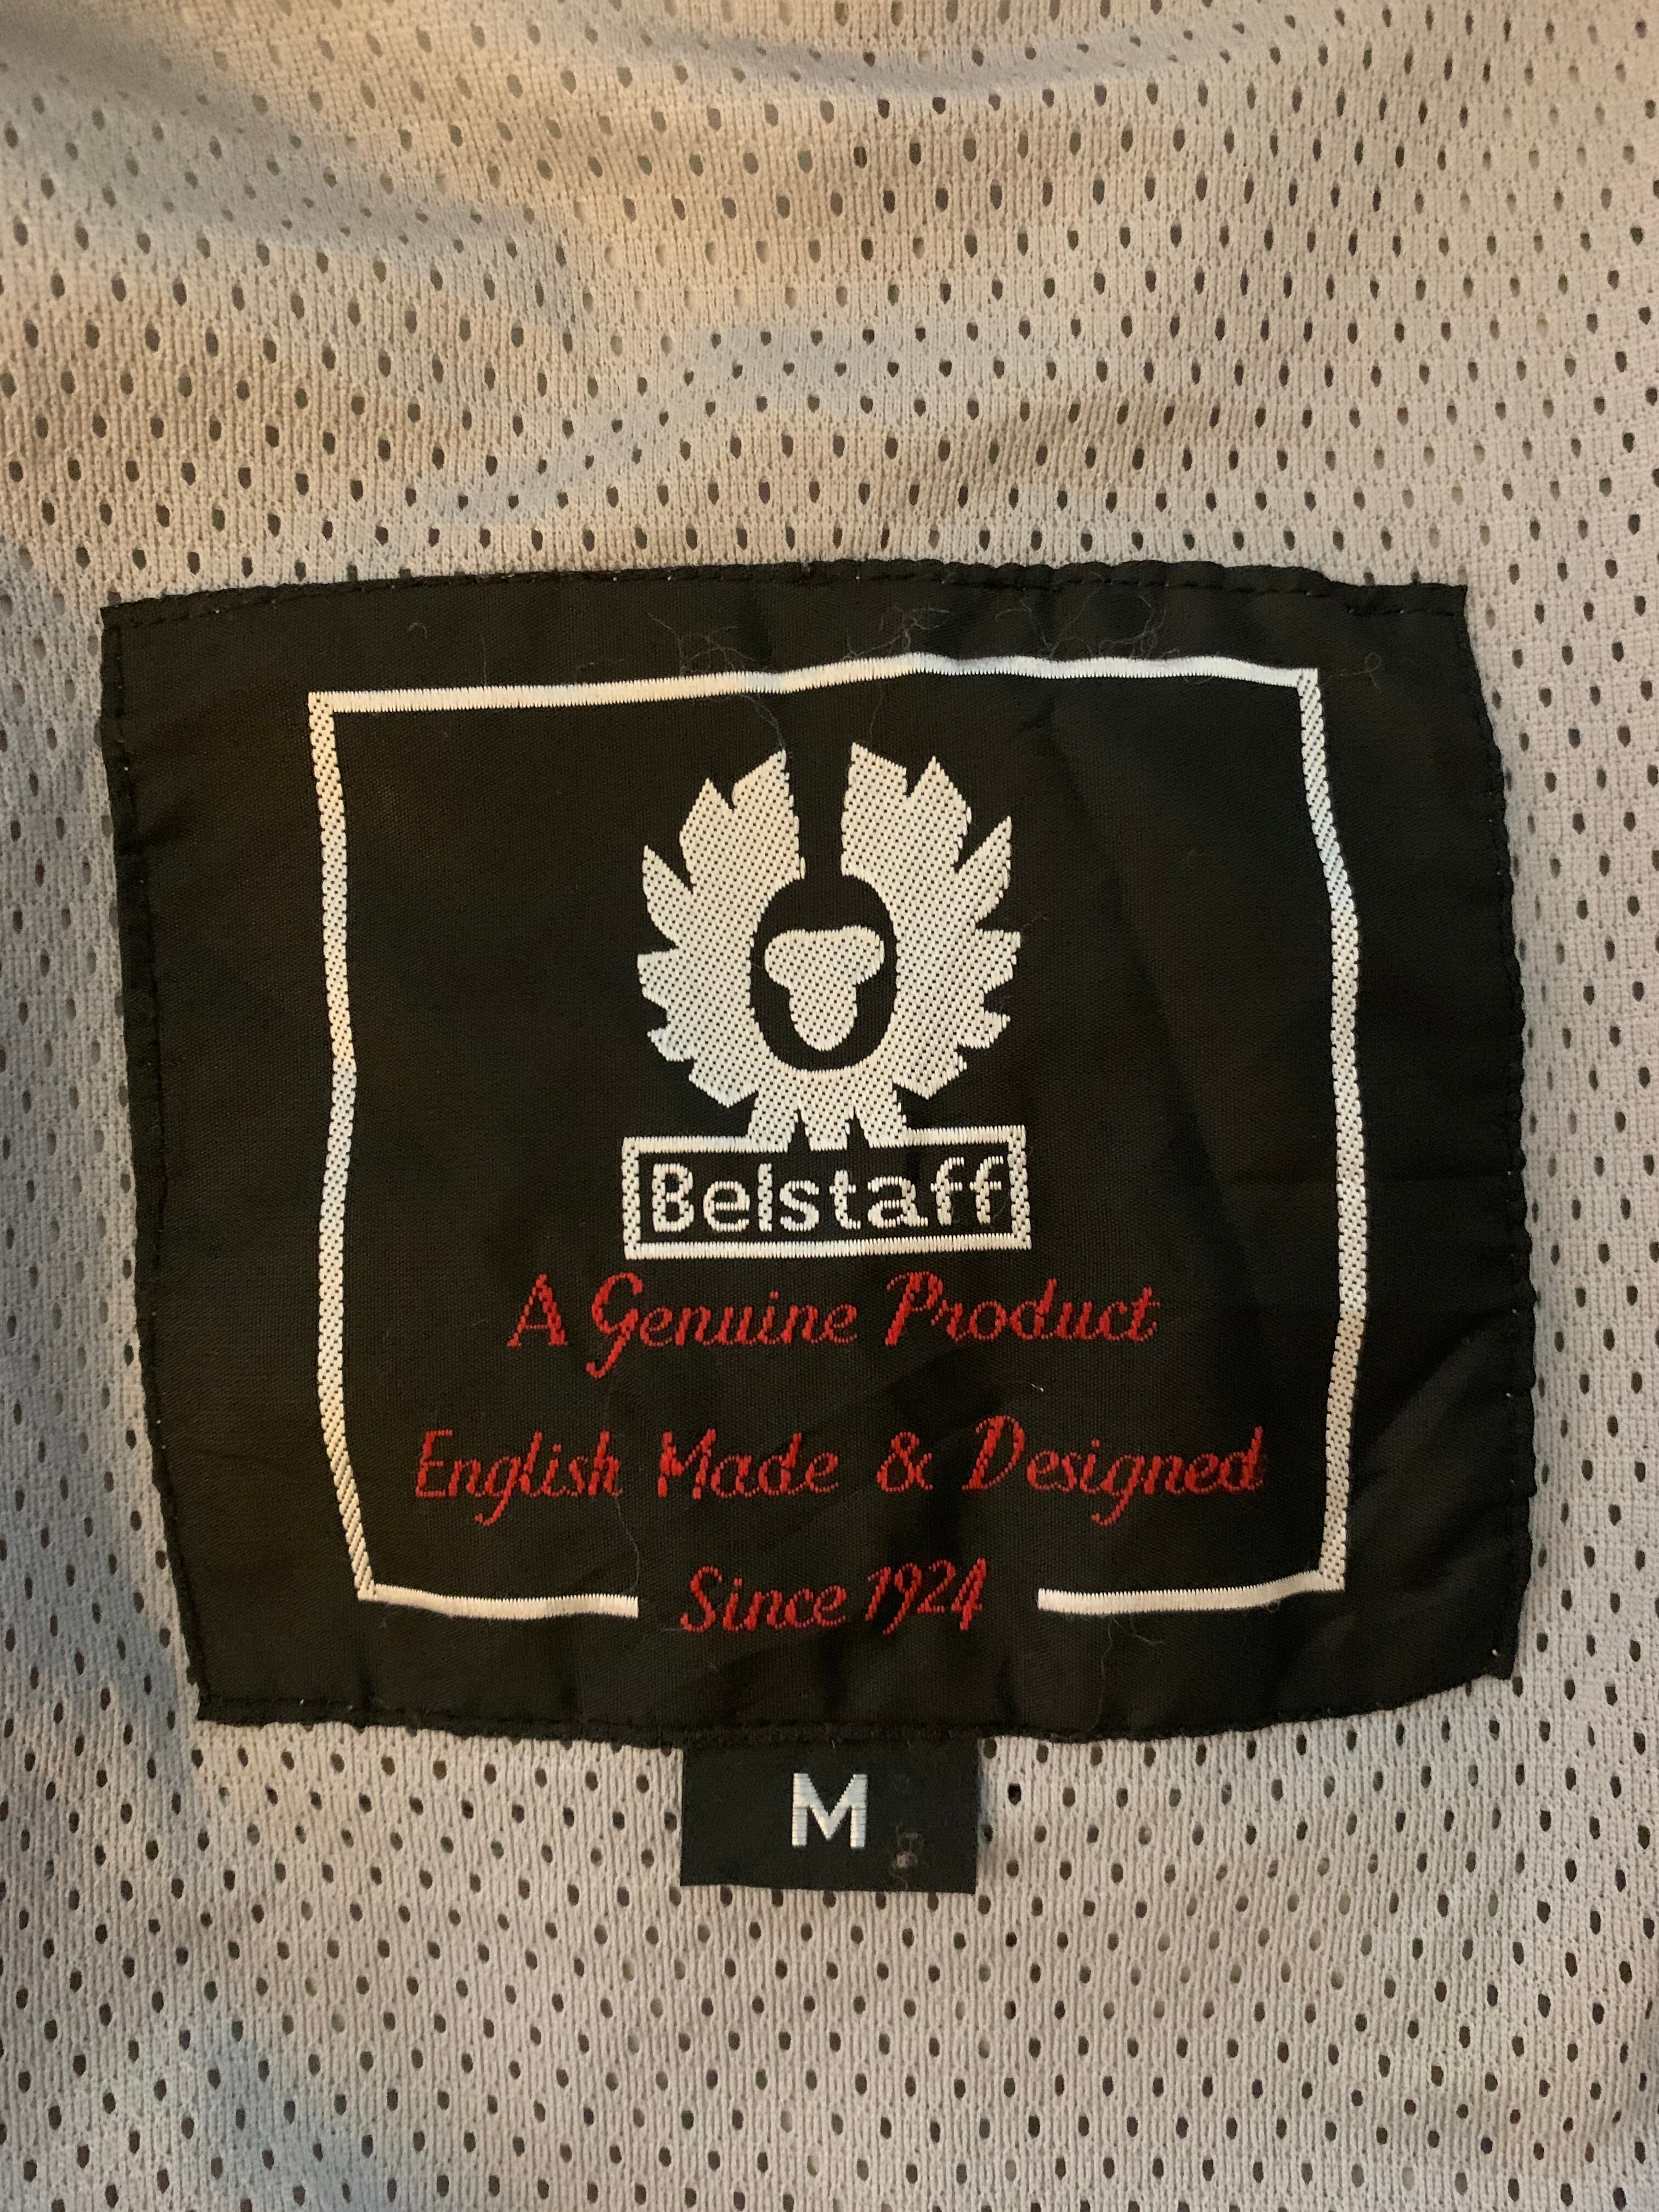 Belstaff
A Genuine Product
English Made & Designed
Since 1924
M